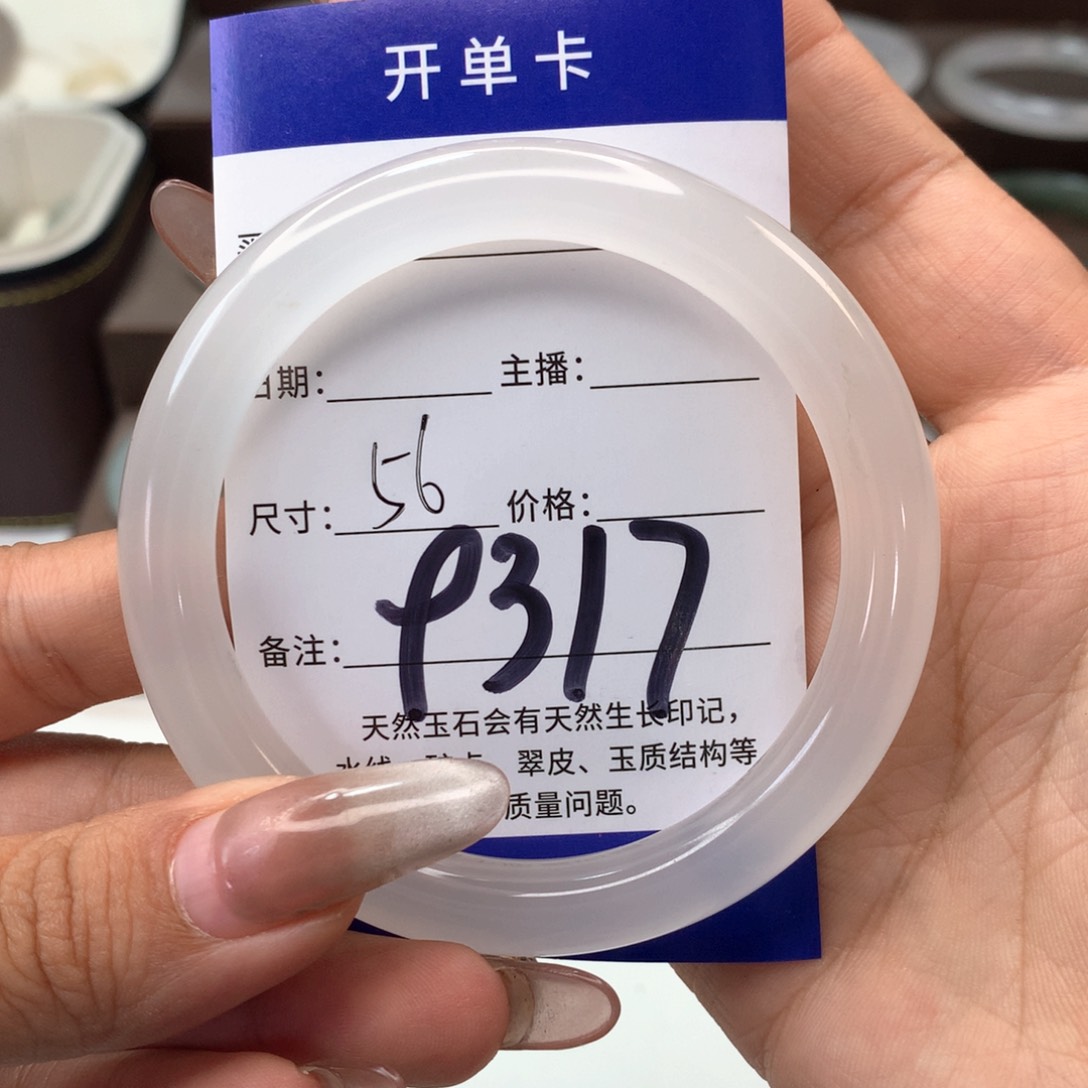 开单卡
日期： 主播：
尺寸：56 价格：
P317
备注：
天然玉石会有天然生长印记，
翠皮、玉质结构等
质量问题。